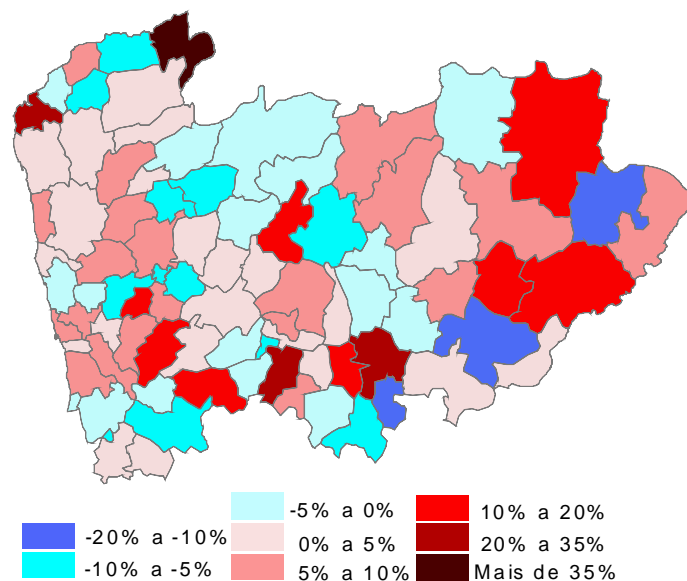 -20% a -10%
-10% a -5%
-5% a 0%
0% a 5%
5% a 10%
10% a 20%
20% a 35%
Mais de 35%